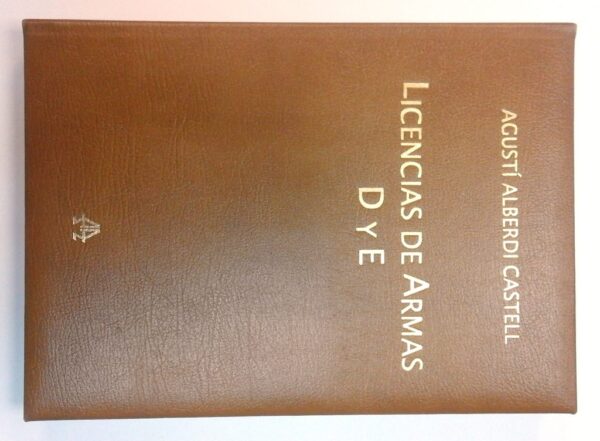 AGUSTÍ ALBERDI CASTELL
LICENCIAS DE ARMAS
D Y E